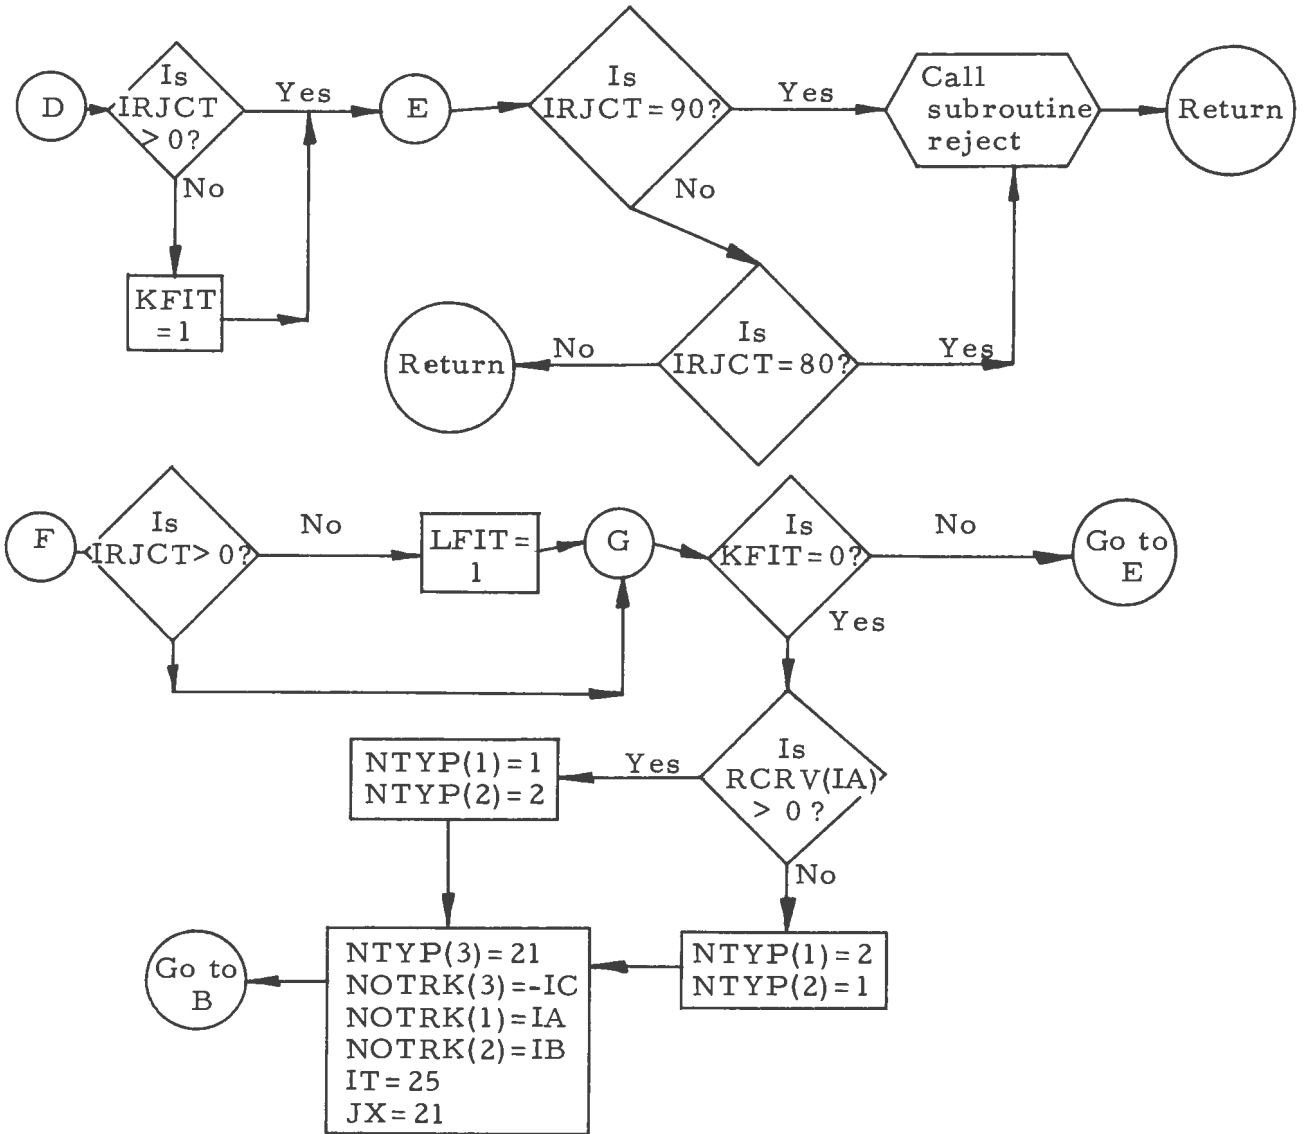 D
Is
IRJCT
> 0?
Yes
No
KFIT
=1
E
Is
IRJCT=90?
Yes
No
Call
subroutine
reject
Return
Is
IRJCT=80?
No
Yes
Return
F
Is
IRJCT> 0?
No
LFIT=
1
G
Is
KFIT=0?
No
Yes
Go to
E
Is
RCRV(IA)
> 0?
Yes
No
NTYP(1)=1
NTYP(2)=2
NTYP(1)=2
NTYP(2)=1
NTYP(3)=21
NOTRK(3)=-IC
NOTRK(1)=IA
NOTRK(2)=IB
IT=25
JX=21
Go to
B